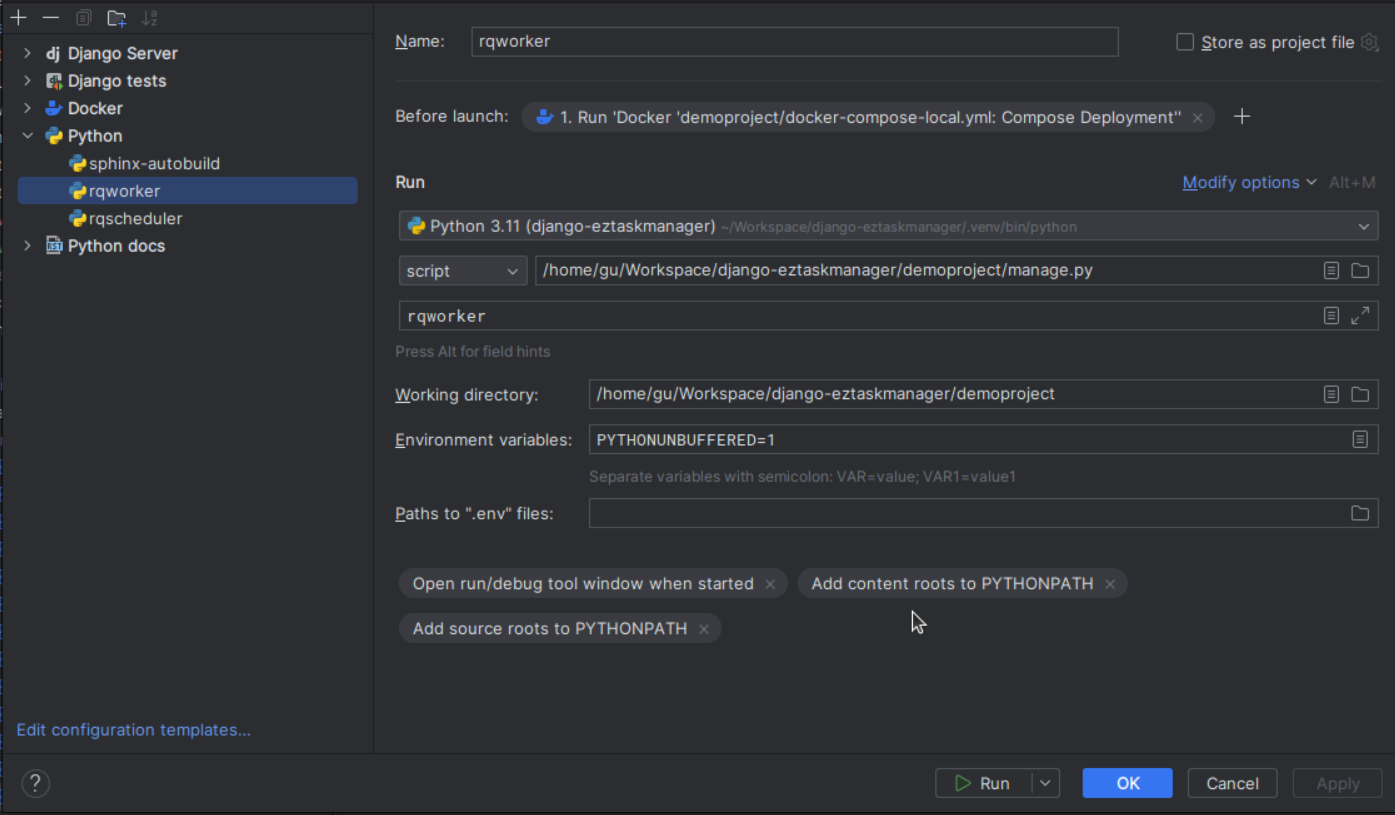 Django Server
Django tests
Docker
Python
sphinx-autobuild
rqworker
rqscheduler
Python docs
Edit configuration templates...
Name: rqworker Store as project file
Before launch: 1. Run 'Docker 'demoproject/docker-compose-local.yml: Compose Deployment''
Run Modify options Alt+M
Python 3.11 (django-eztaskmanager) ~/Workspace/django-eztaskmanager/.venv/bin/python
script /home/gu/Workspace/django-eztaskmanager/demoproject/manage.py
rqworker
Press Alt for field hints
Working directory: /home/gu/Workspace/django-eztaskmanager/demoproject
Environment variables: PYTHONUNBUFFERED=1
Separate variables with semicolon: VAR=value; VAR1=value1
Paths to ".env" files:
Open run/debug tool window when started × Add content roots to PYTHONPATH ×
Add source roots to PYTHONPATH ×
? Run OK Cancel Apply